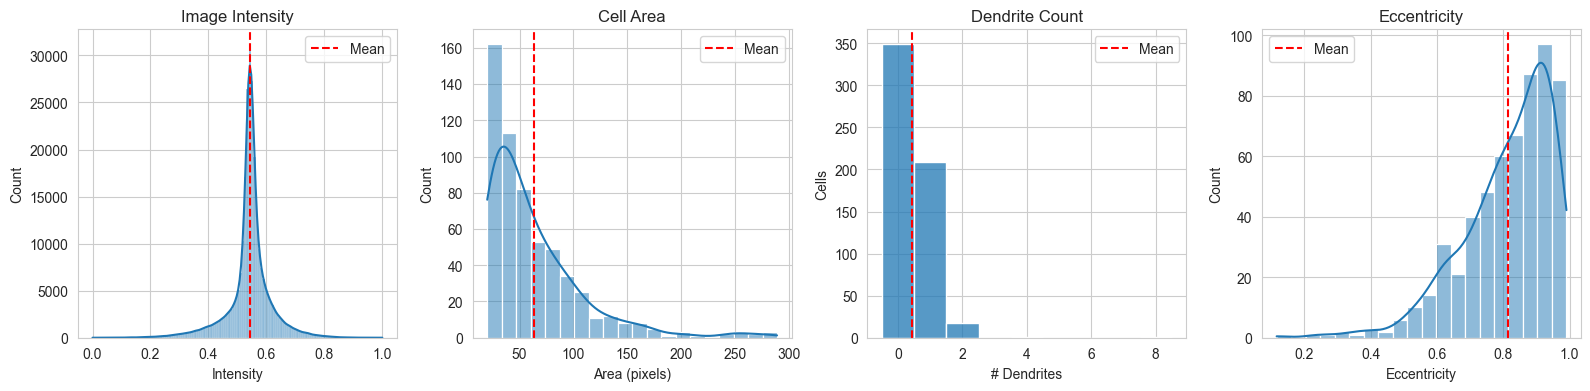 Image Intensity
Mean
30000
25000
20000
15000
10000
5000
0
Count
0.0 0.2 0.4 0.6 0.8 1.0
Intensity
Cell Area
Mean
160
140
120
100
80
60
40
20
0
Count
50 100 150 200 250 300
Area (pixels)
Dendrite Count
Mean
350
300
250
200
150
100
50
0
Cells
0 2 4 6 8
# Dendrites
Eccentricity
Mean
100
80
60
40
20
0
Count
0.2 0.4 0.6 0.8 1.0
Eccentricity